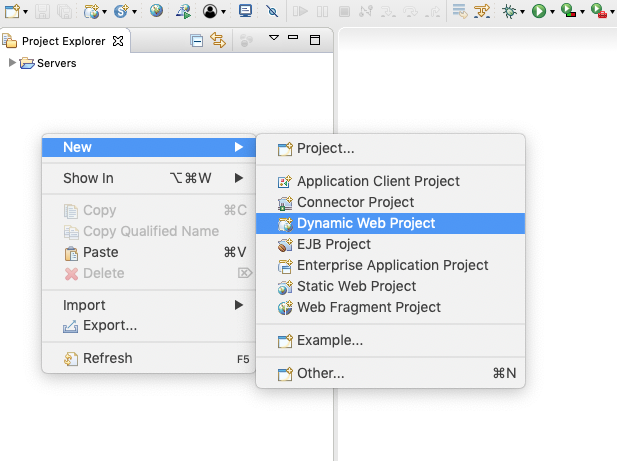 Project Explorer
Servers
New
Show In ⌥⌘W
Copy ⌘C
Copy Qualified Name
Paste ⌘V
Delete ⌦
Import
Export...
Refresh F5
Project...
Application Client Project
Connector Project
Dynamic Web Project
EJB Project
Enterprise Application Project
Static Web Project
Web Fragment Project
Example...
Other... ⌘N